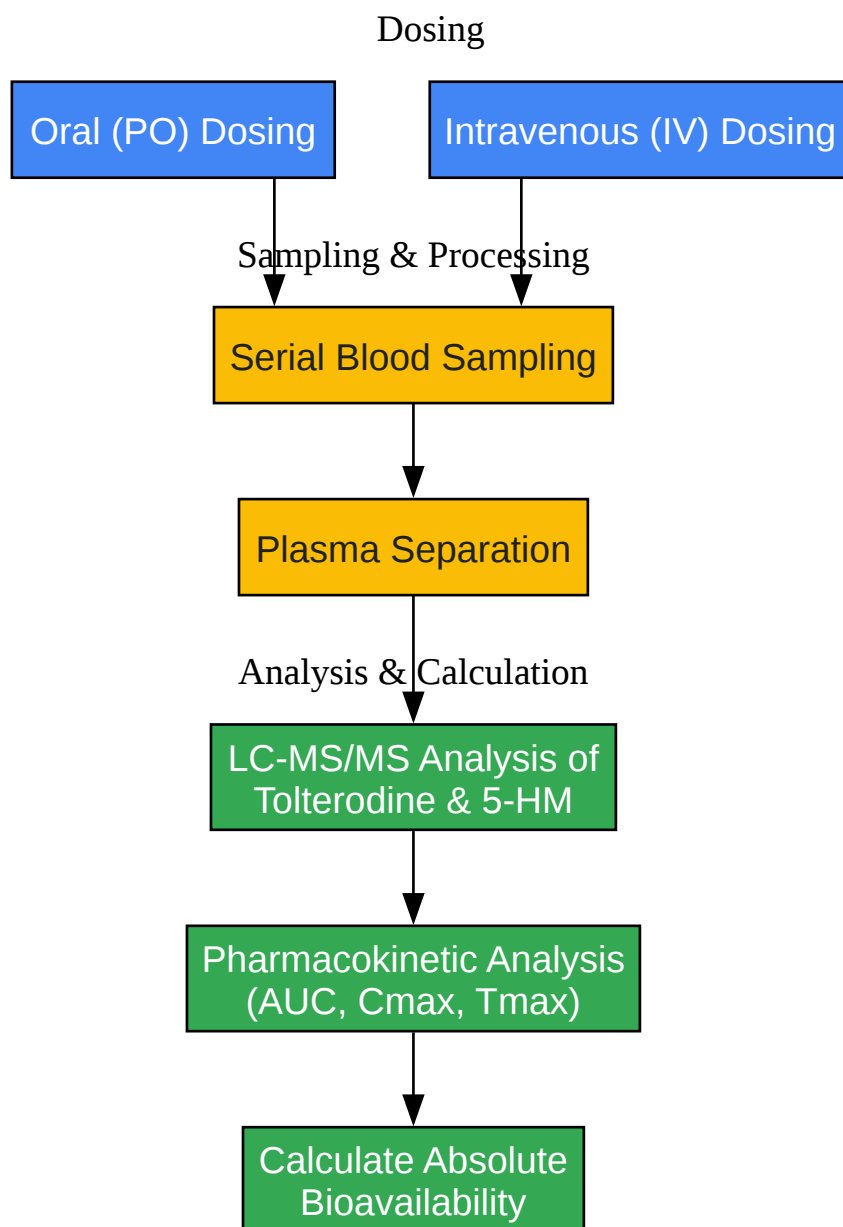 Dosing
Oral (PO) Dosing
Intravenous (IV) Dosing
Sampling & Processing
Serial Blood Sampling
Plasma Separation
Analysis & Calculation
LC-MS/MS Analysis of
Tolterodine & 5-HM
Pharmacokinetic Analysis
(AUC, Cmax, Tmax)
Calculate Absolute
Bioavailability